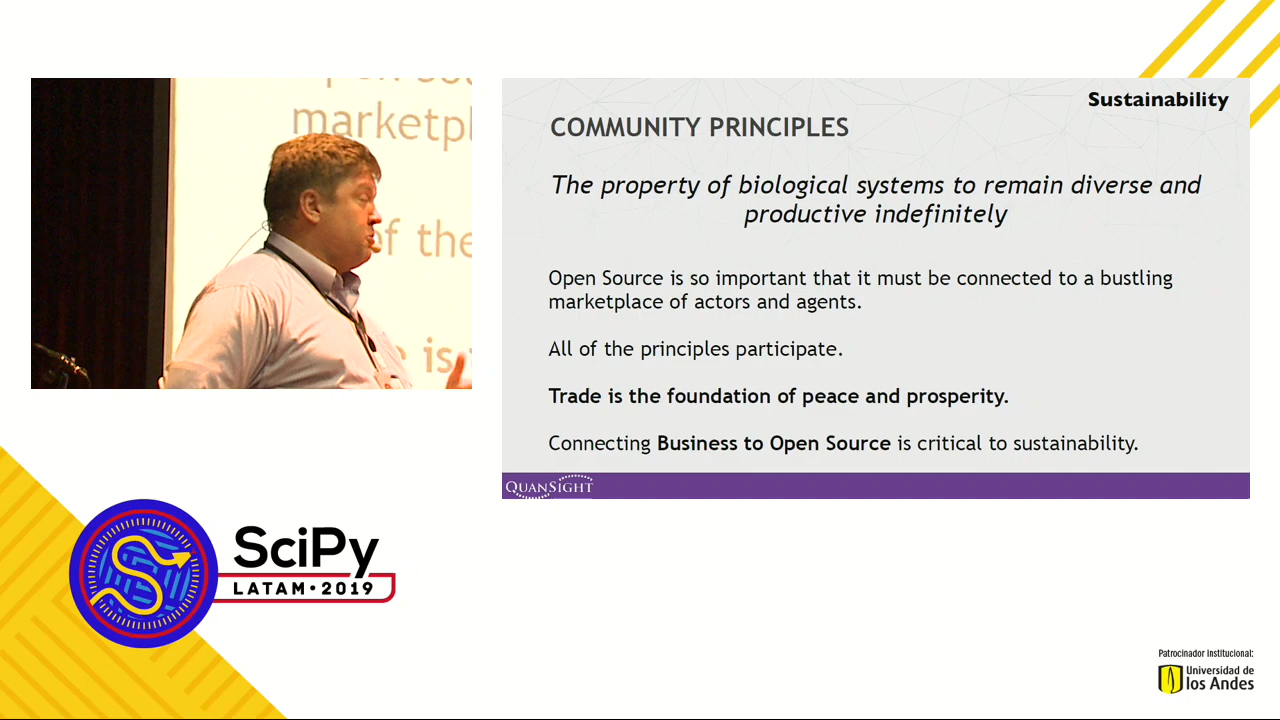 marketpl
of the
e is
Sustainability
COMMUNITY PRINCIPLES
The property of biological systems to remain diverse and
productive indefinitely
Open Source is so important that it must be connected to a bustling
marketplace of actors and agents.
All of the principles participate.
Trade is the foundation of peace and prosperity.
Connecting Business to Open Source is critical to sustainability.
QUANSIGHT
SciPy
LATAM • 2019
Patrocinador institucional:
Universidad de
los Andes